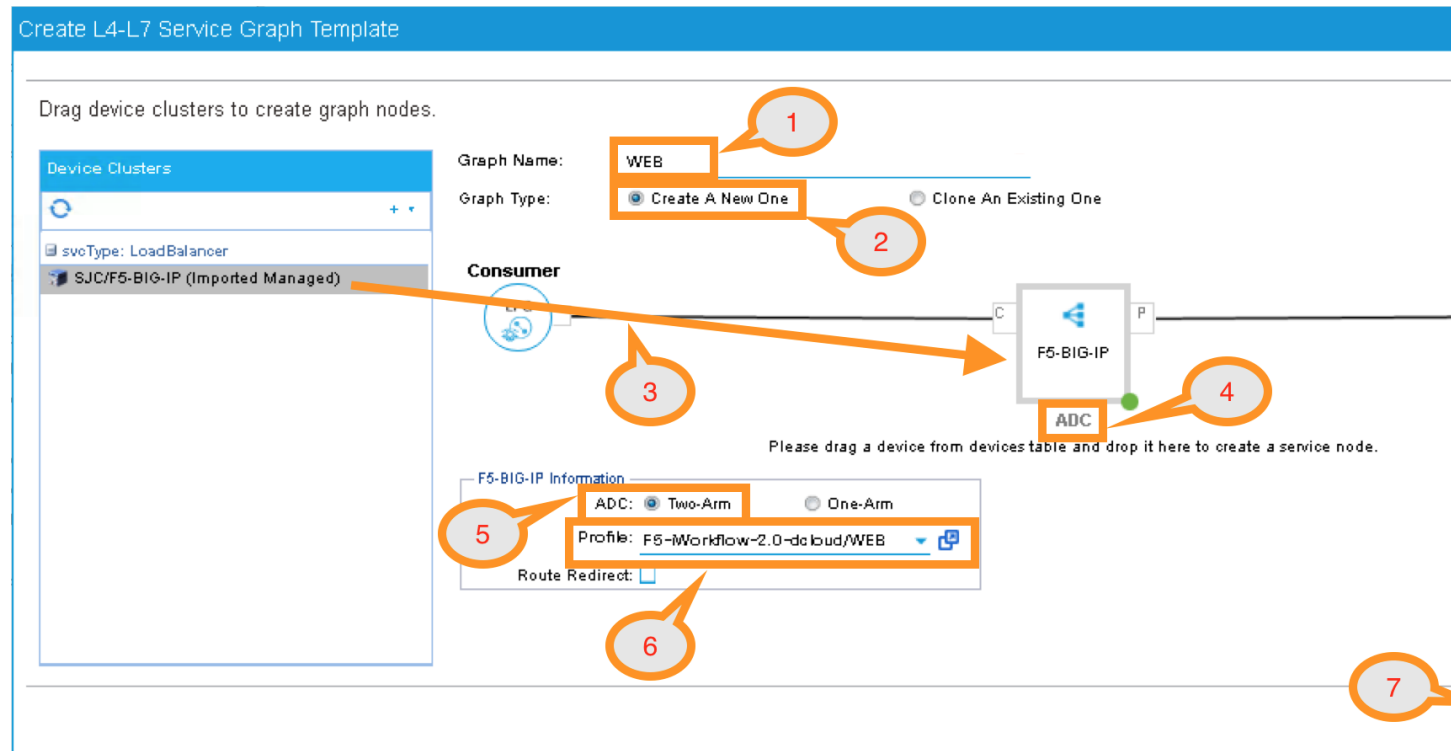 Create L4-L7 Service Graph Template
Drag device clusters to create graph nodes.
1
Device Clusters
Graph Name: WEB
Graph Type: Create A New One Clone An Existing One
+
2
svcType: LoadBalancer
SJC/F5-BIG-IP (Imported Managed)
Consumer
C
P
F5-BIG-IP
3
4
ADC
Please drag a device from devices table and drop it here to create a service node.
F5-BIG-IP Information
ADC: Two-Arm One-Arm
5
Profile: F5-iWorkflow-2.0-dcloud/WEB
Route Redirect:
6
7